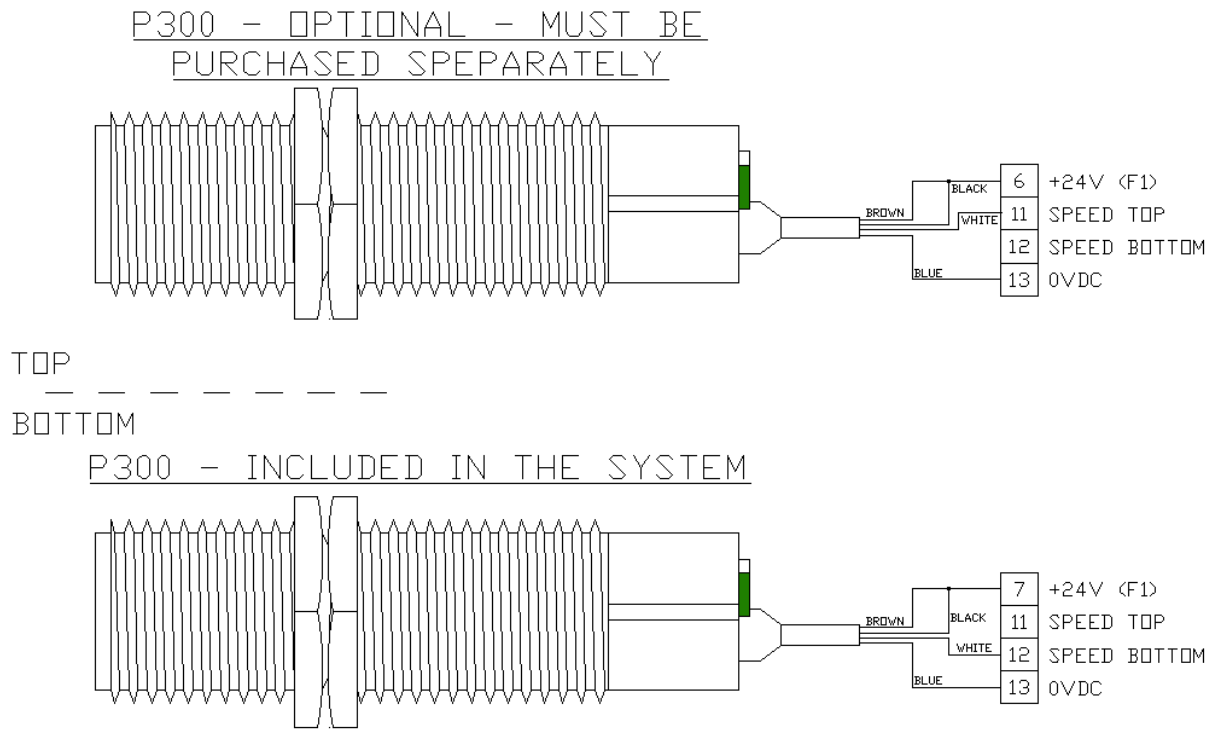 P300 - OPTIONAL - MUST BE
PURCHASED SPEPARATELY
BLACK 6 +24V (F1)
BROWN WHITE 11 SPEED TOP
12 SPEED BOTTOM
BLUE 13 0VDC
TOP
BOTTOM
P300 - INCLUDED IN THE SYSTEM
7 +24V (F1)
BROWN BLACK 11 SPEED TOP
WHITE 12 SPEED BOTTOM
BLUE 13 0VDC